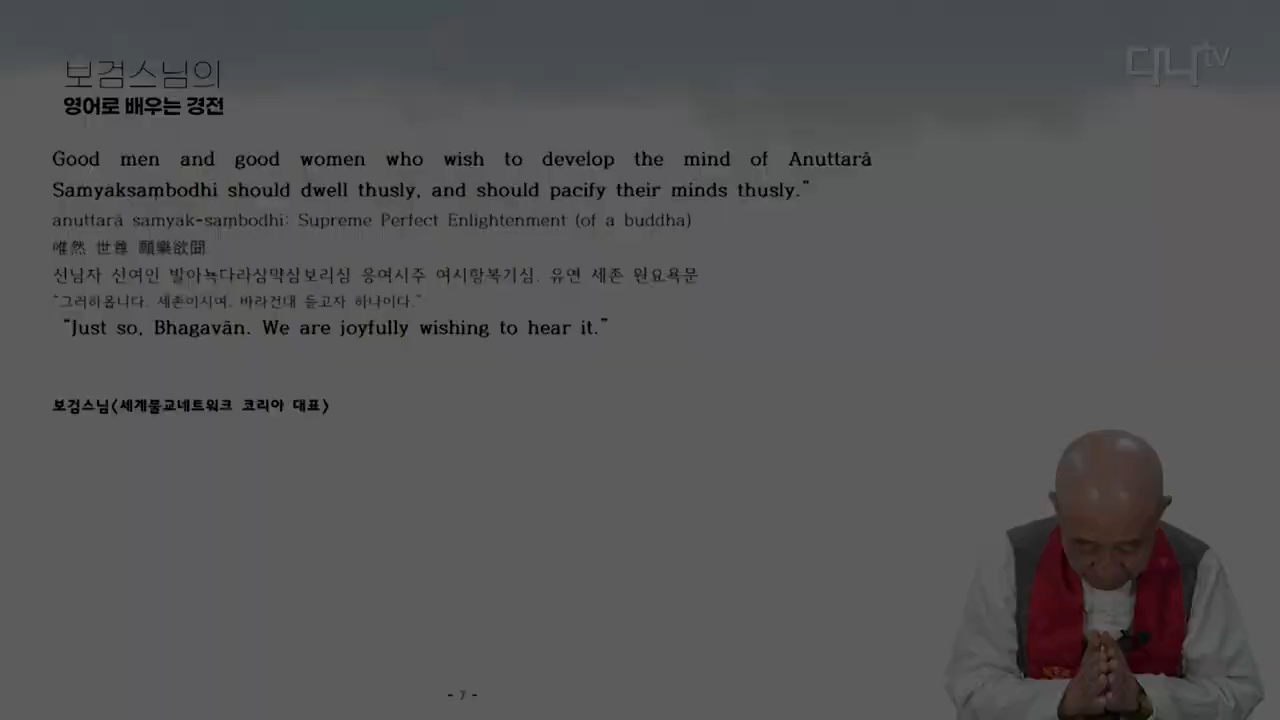 보검스님의
영어로 배우는 경전
다나tv
Good men and good women who wish to develop the mind of Anuttarā
Samyaksaṃbodhi should dwell thusly, and should pacify their minds thusly.”
anuttarā samyak-saṃbodhi: Supreme Perfect Enlightenment (of a buddha)
唯然 世尊 願樂欲聞
선남자 선여인 발아뇩다라삼먁삼보리심 응여시주 여시항복기심. 유연 세존 원요욕문
“그러하옵니다. 세존이시여, 바라건대 듣고자 하나이다.”
“Just so, Bhagavān. We are joyfully wishing to hear it.”
보검스님<세계불교네트워크 코리아 대표>
- 7 -